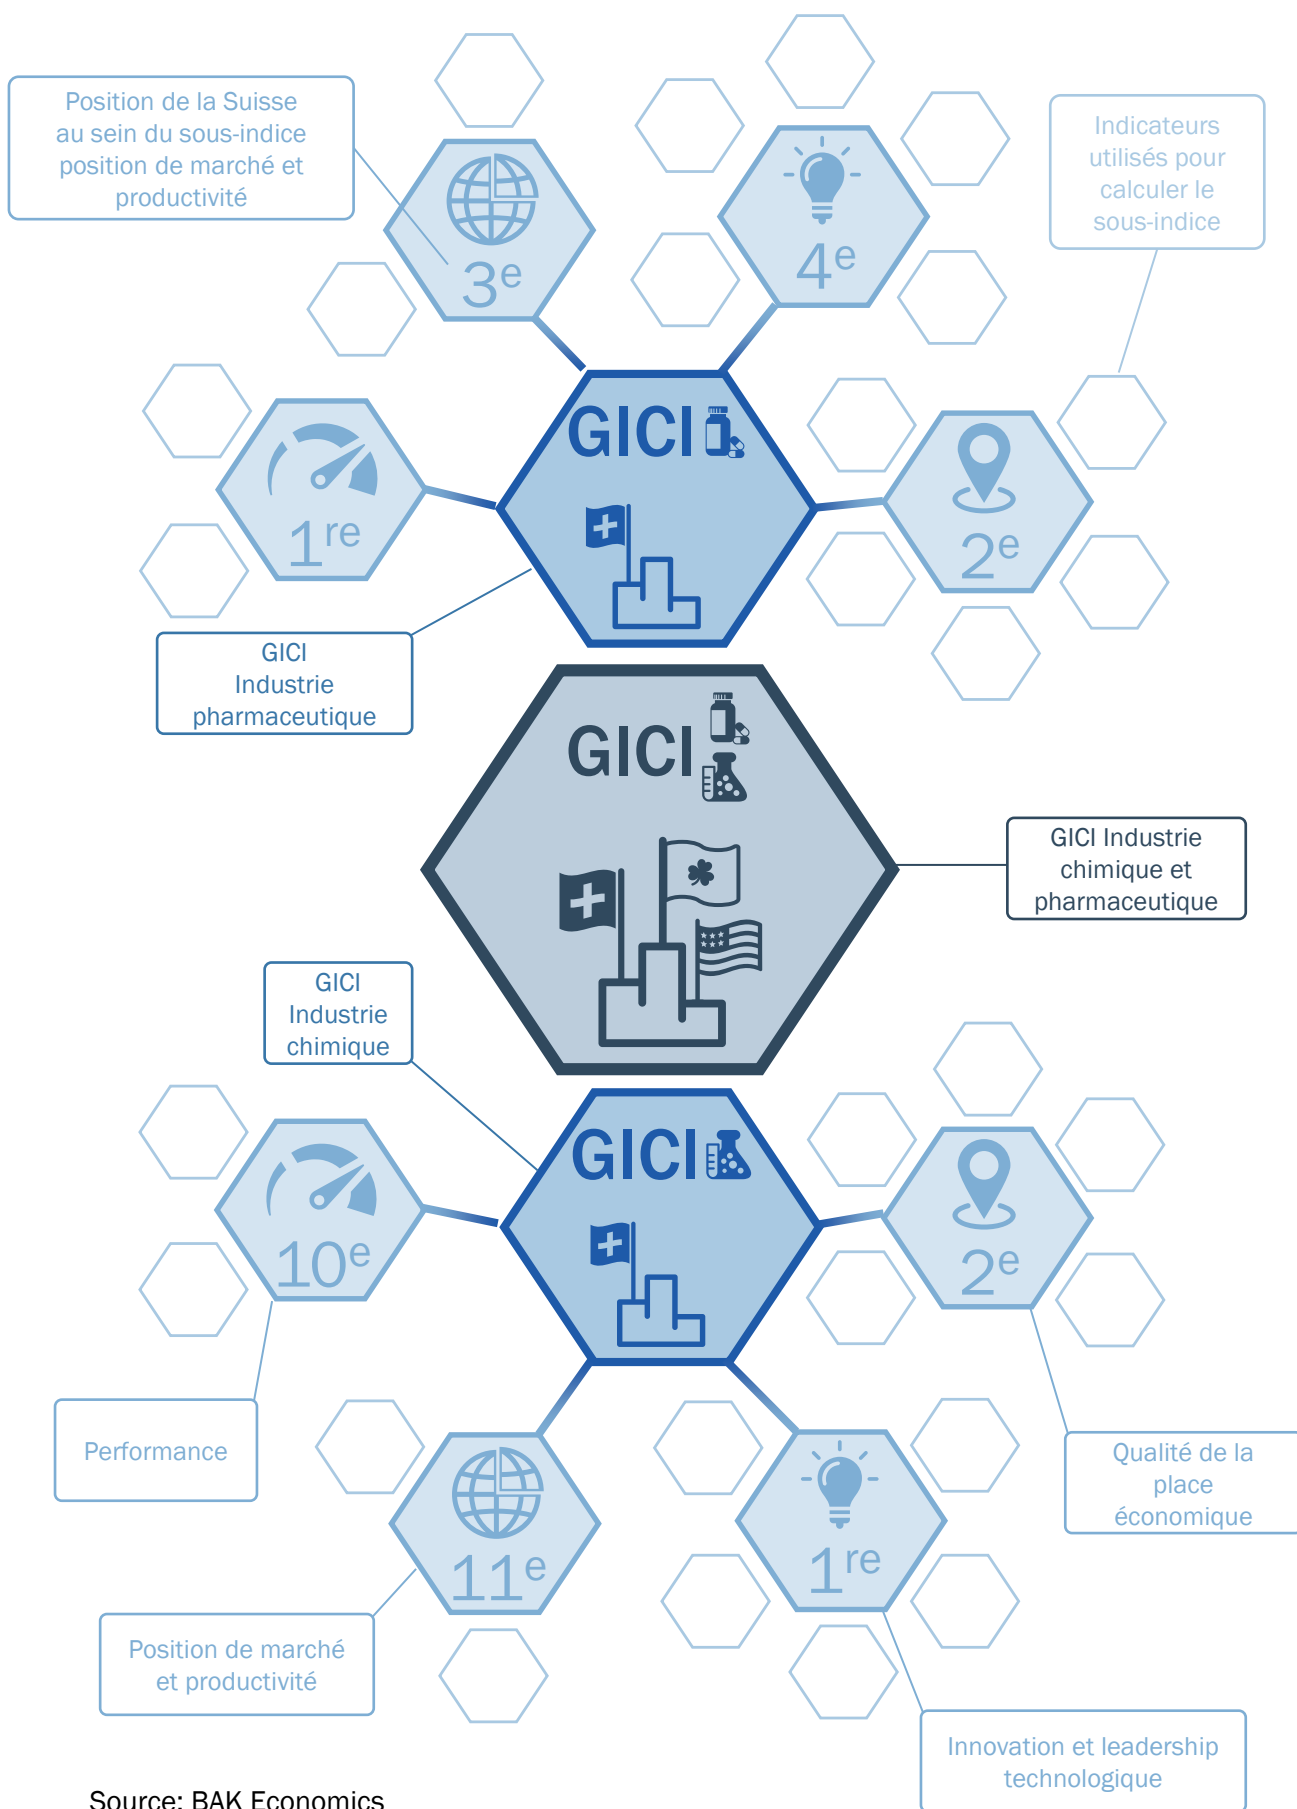 Position de la Suisse
au sein du sous-indice
position de marché et
productivité
Indicateurs
utilisés pour
calculer le
sous-indice
3e
4e
GICI
1re
2e
GICI
Industrie
pharmaceutique
GICI
GICI Industrie
chimique et
pharmaceutique
GICI
Industrie
chimique
GICI
10e
2e
Performance
Qualité de la
place
économique
11e
1re
Position de marché
et productivité
Innovation et leadership
technologique
Source: BAK Economics